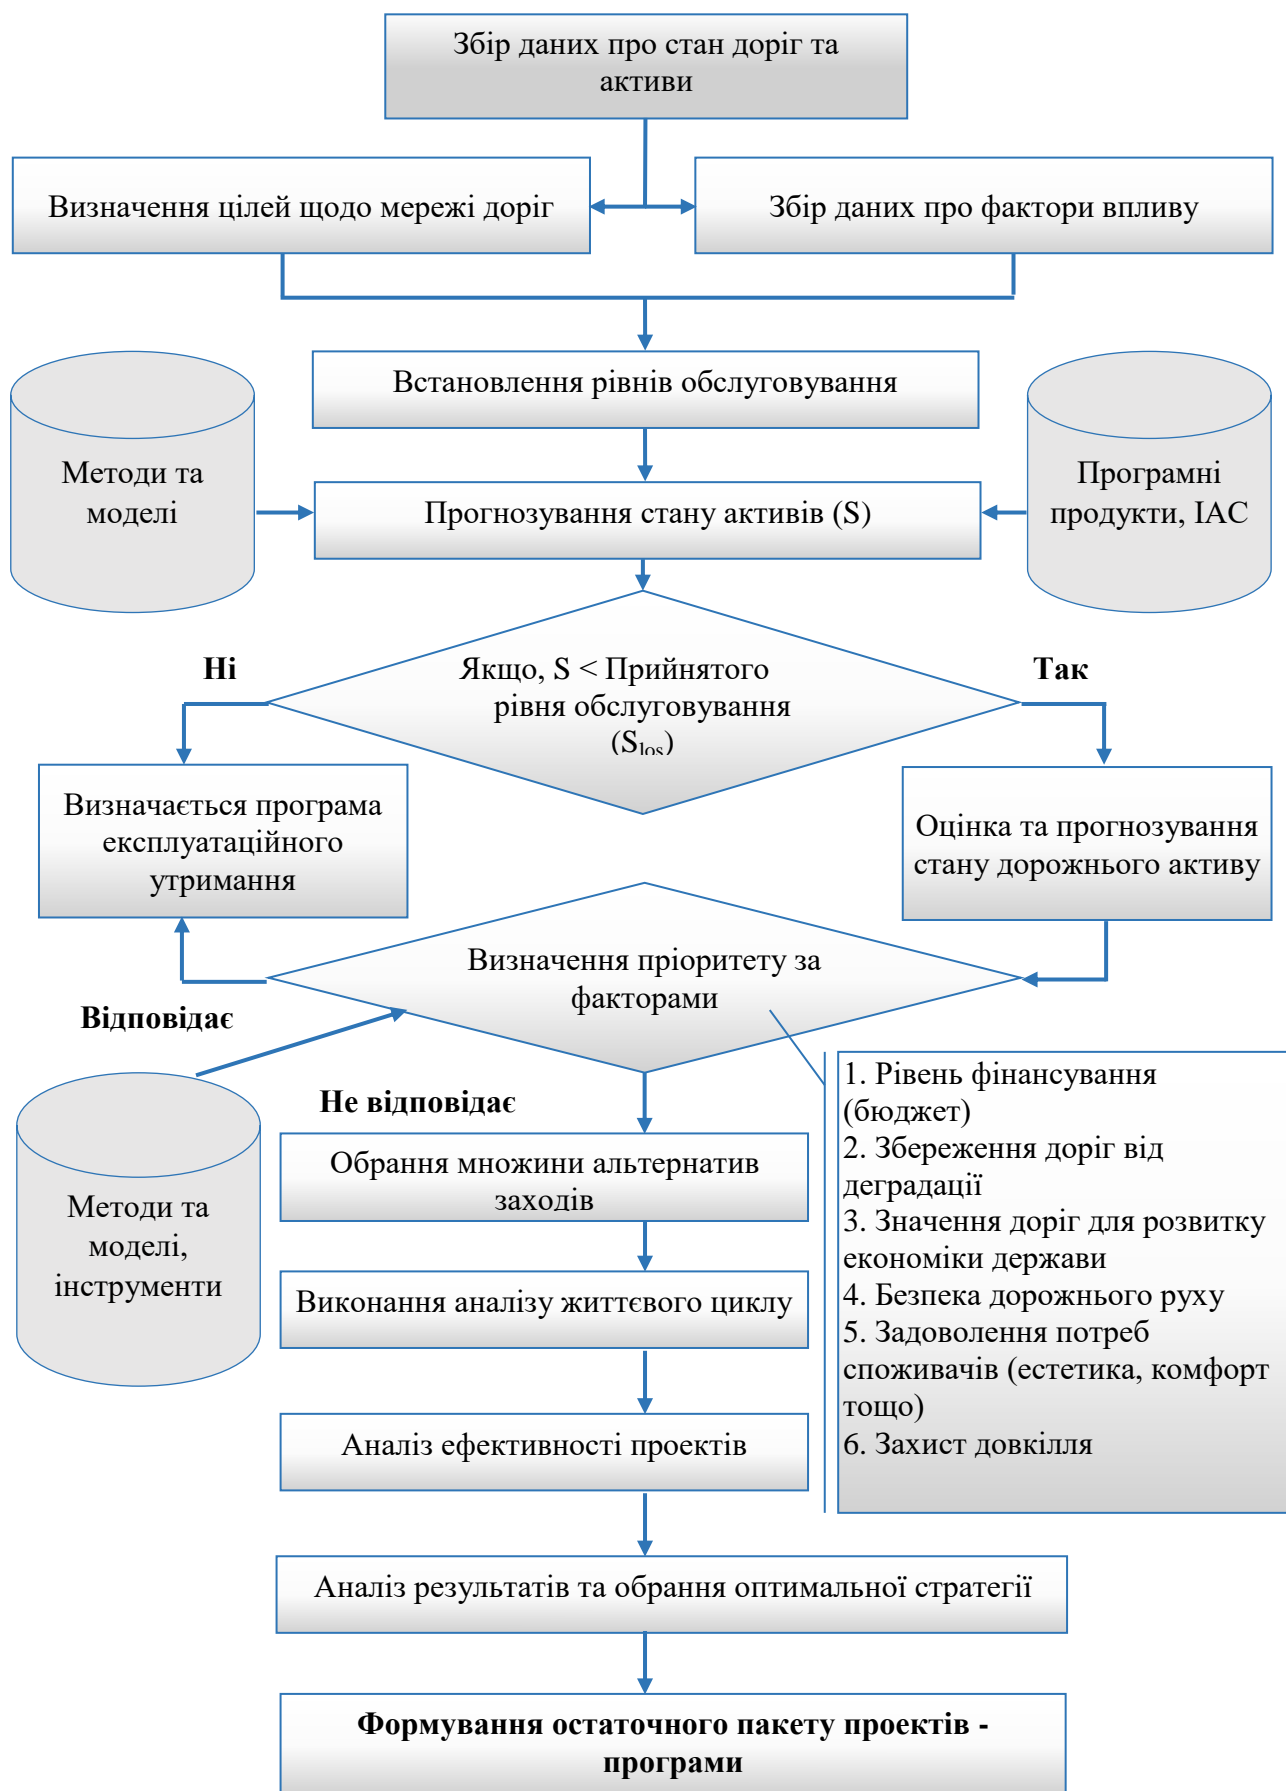 Збір даних про стан доріг та
активи
Визначення цілей щодо мережі доріг
Збір даних про фактори впливу
Встановлення рівнів обслуговування
Методи та
моделі
Прогнозування стану активів (S)
Програмні
продукти, ІАС
Ні
Якщо, S < Прийнятого
рівня обслуговування
(Slos)
Так
Визначається програма
експлуатаційного
утримання
Оцінка та прогнозування
стану дорожнього активу
Визначення пріоритету за
факторами
Відповідає
Не відповідає
Методи та
моделі,
інструменти
1. Рівень фінансування
(бюджет)
2. Збереження доріг від
деградації
3. Значення доріг для розвитку
економіки держави
4. Безпека дорожнього руху
5. Задоволення потреб
споживачів (естетика, комфорт
тощо)
6. Захист довкілля
Обрання множини альтернатив
заходів
Виконання аналізу життєвого циклу
Аналіз ефективності проектів
Аналіз результатів та обрання оптимальної стратегії
Формування остаточного пакету проектів -
програми